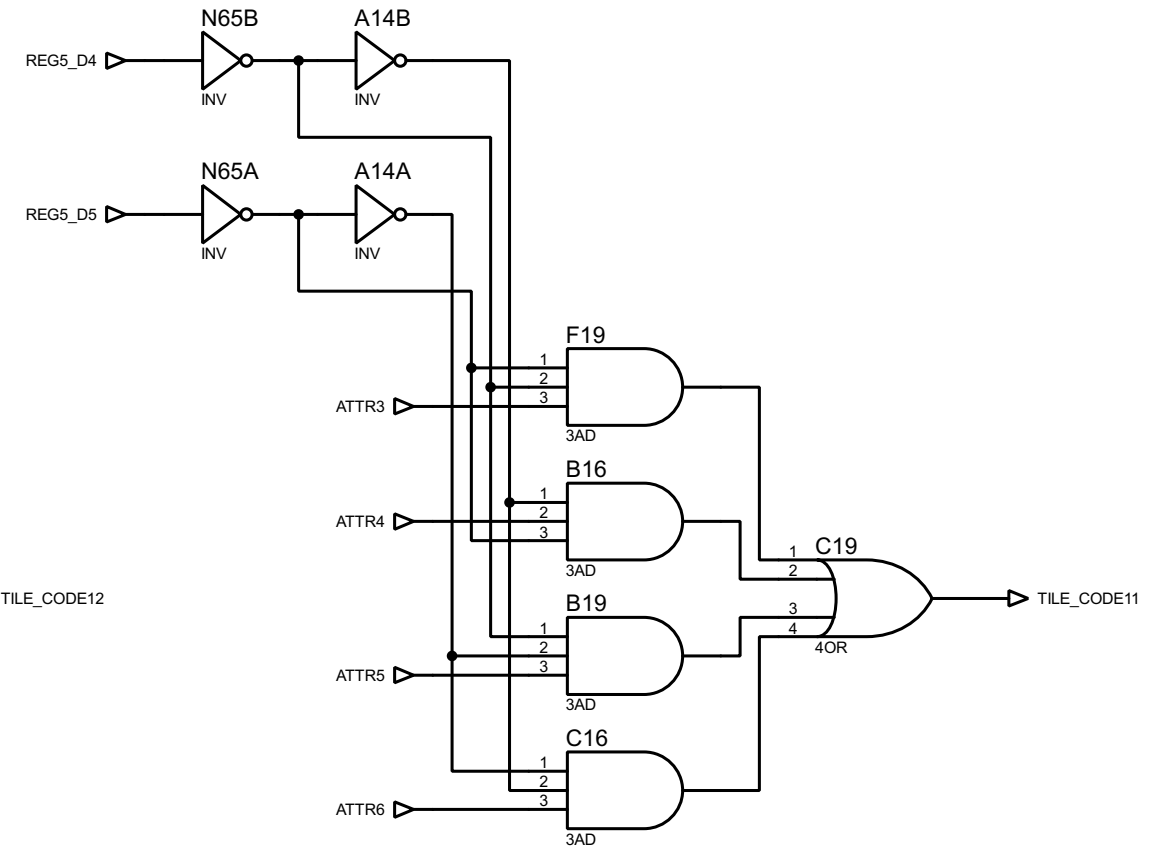 N65B A14B
REG5_D4
INV INV
N65A A14A
REG5_D5
INV INV
F19
1
2
ATTR3 3
3AD
B16
1
ATTR4 2
3
3AD
1 C19
2
TILE_CODE12 TILE_CODE11
B19
3
1 4
2 4OR
ATTR5 3
3AD
C16
1
2
ATTR6 3
3AD